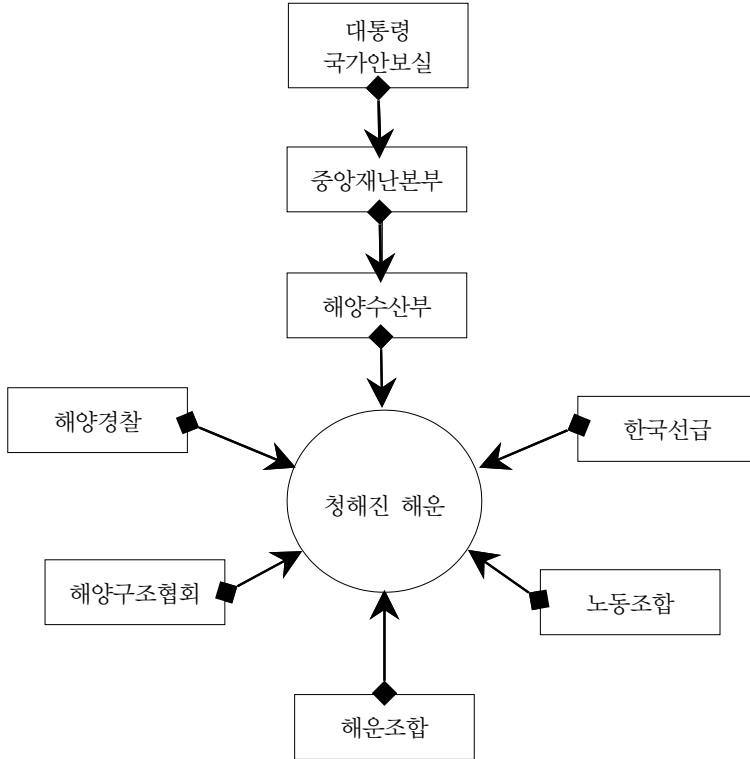 대통령
국가안보실
중앙재난본부
해양수산부
해양경찰
한국선급
청해진 해운
해양구조협회
노동조합
해운조합